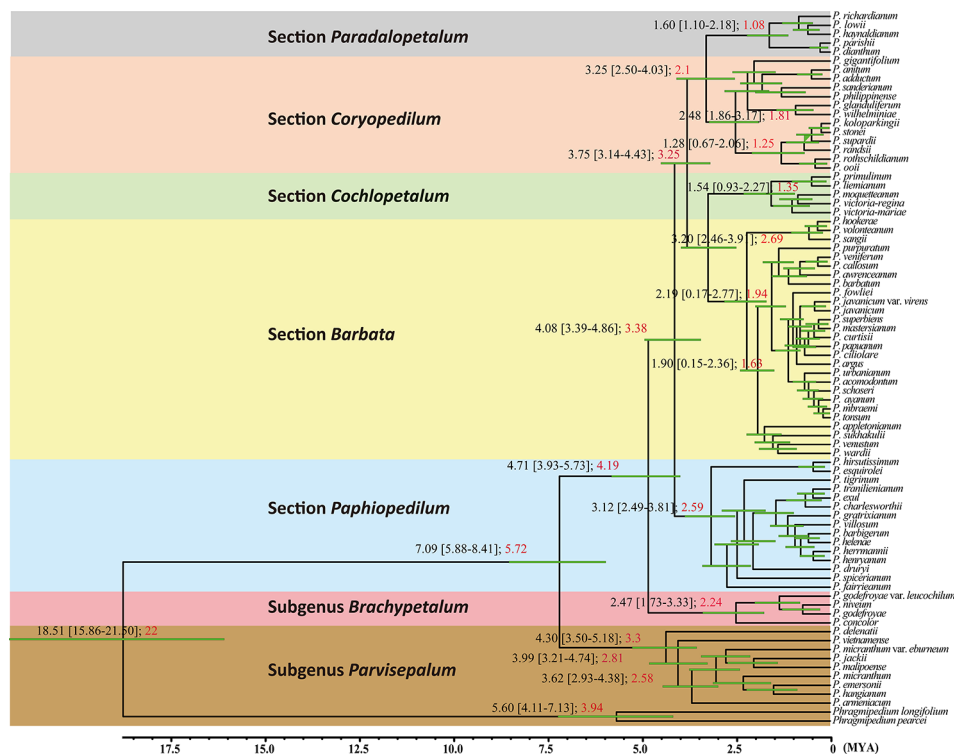 Section Paradalopetalum
Section Coryopedilum
Section Cochlopetalum
Section Barbata
Section Paphiopedilum
Subgenus Brachypetalum
Subgenus Parvisepalum
1.60 [1.10-2.18]; 1.08
3.25 [2.50-4.03]; 2.1
2.48 [1.86-3.17]; 1.81
1.28 [0.67-2.06]; 1.25
3.75 [3.14-4.43]; 3.25
1.54 [0.93-2.27]; 1.35
3.20 [2.46-3.9 ]; 2.69
2.19 [0.17-2.77]; 1.94
4.08 [3.39-4.86]; 3.38
1.90 [0.15-2.36]; 1.63
4.71 [3.93-5.73]; 4.19
3.12 [2.49-3.81]; 2.59
7.09 [5.88-8.41]; 5.72
2.47 [1.73-3.33]; 2.24
18.51 [15.86-21.50]; 22
4.30 [3.50-5.18]; 3.3
3.99 [3.21-4.74]; 2.81
3.62 [2.93-4.38]; 2.58
5.60 [4.11-7.13]; 3.94
P. richardianum
P. lowii
P. haynaldianum
P. parishii
P. dianthum
P. gigantifolium
P. anitum
P. adductum
P. sanderianum
P. philippinense
P. glanduliferum
P. wilhelminiae
P. koloparkingii
P. stonei
P. supardii
P. randsii
P. rothschildianum
P. ooii
P. primulinum
P. liemianum
P. moquetteanum
P. victoria-regina
P. victoria-mariae
P. hookerae
P. volonteanum
P. sangii
P. purpuratum
P. veniferum
P. callosum
P. awrenceanum
P. barbatum
P. fowliei
P. javanicum var. virens
P. javanicum
P. superbiens
P. mastersianum
P. curtisii
P. papuanum
P. ciliolare
P. argus
P. urbanianum
P. acomodontum
P. schoseri
P. ayanum
P. mbraemi
P. tonsum
P. appletonianum
P. sukhakulii
P. venustum
P. wardii
P. hirsutissimum
P. esquirolei
P. tigrinum
P. tranilienianum
P. exul
P. charlesworthii
P. gratrixianum
P. villosum
P. barbigerum
P. helenae
P. herrmannii
P. henryanum
P. druryi
P. spicerianum
P. fairrieanum
P. godefroyae var. leucochilum
P. niveum
P. godefroyae
P. concolor
P. delenatii
P. vietnamense
P. micranthum var. eburneum
P. jackii
P. malipoense
P. micranthum
P. emersonii
P. hangianum
P. armeniacum
Phragmipedium longifolium
Phragmipedium pearcei
17.5 15.0 12.5 10.0 7.5 5.0 2.5 0 (MYA)